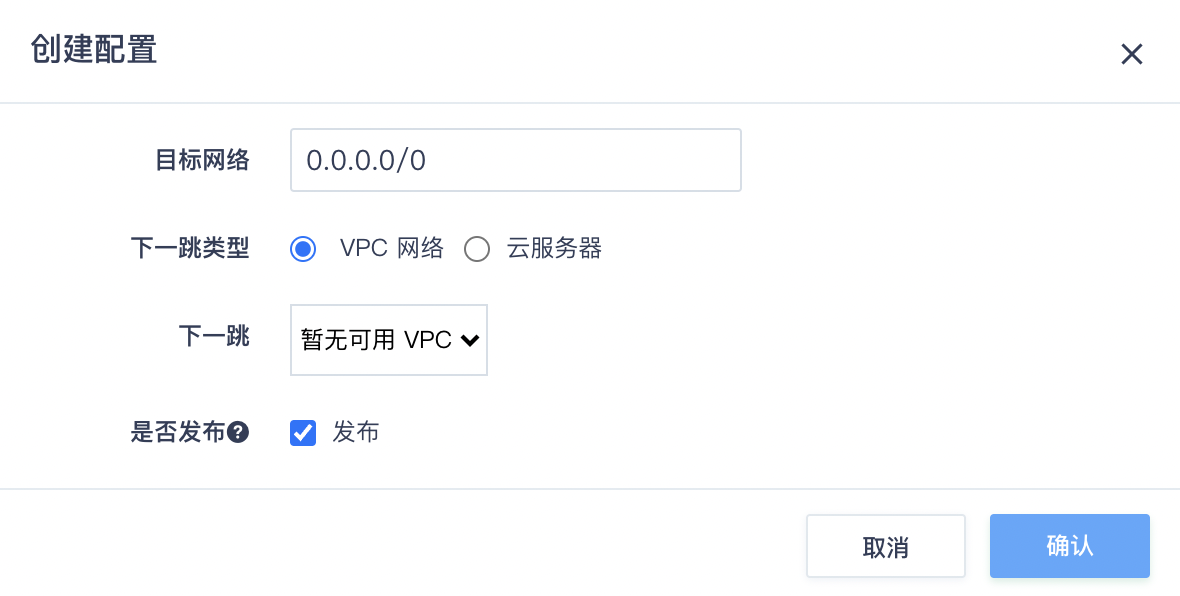 创建配置
目标网络 0.0.0.0/0
下一跳类型 VPC 网络 云服务器
下一跳 暂无可用 VPC
是否发布 发布
取消 确认